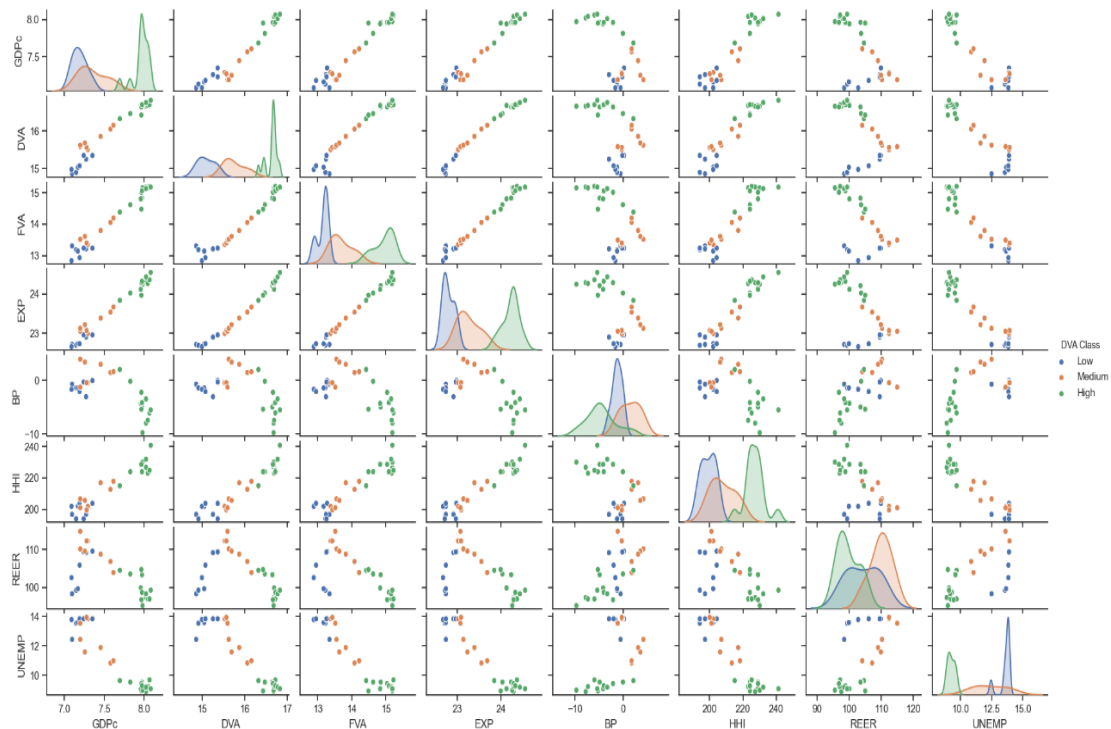 8.0
7.5
GDPc
16
15
DVA
15
14
13
FVA
24
23
EXP
0
−10
BP
240
220
200
HHI
110
100
REER
14
12
10
UNEMP
7.0 7.5 8.0
GDPc
15 16 17
DVA
13 14 15
FVA
23 24
EXP
−10 −5 0 5
BP
200 220 240
HHI
90 100 110 120
REER
10.0 12.5 15.0
UNEMP
DVA Class
Low
Medium
High